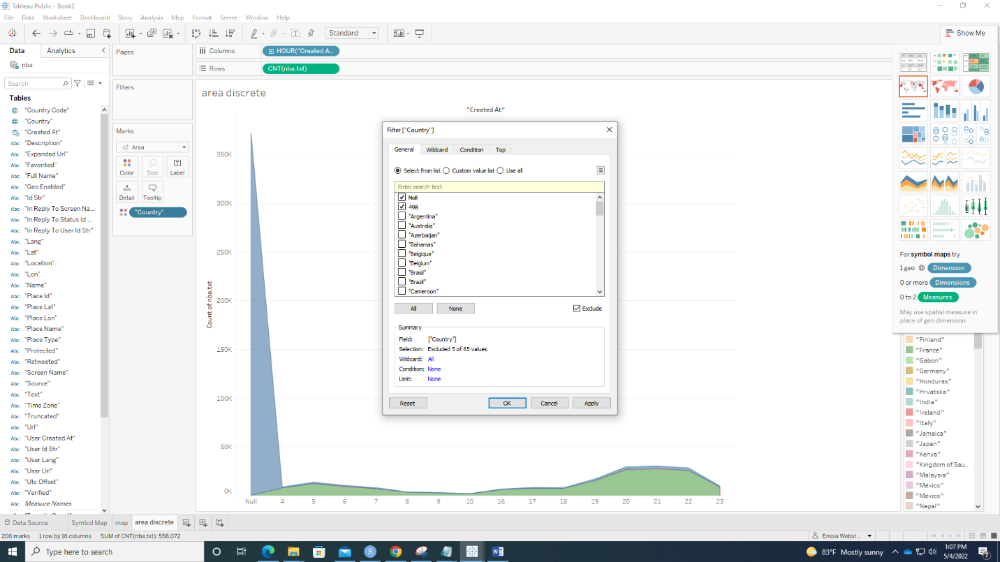 Tableau Public - Book2
File Data Worksheet Dashboard Story Analysis Map Format Server Window Help
Standard
Show Me
Data Analytics
nba
Search
Tables
"Country Code"
"Country"
"Created At"
"Description"
"Expanded Url"
"Favorited"
"Full Name"
"Geo Enabled"
"Id Str"
"In Reply To Screen Na...
"In Reply To Status Id ...
"In Reply To User Id Str"
"Lang"
"Lat"
"Location"
"Lon"
"Name"
"Place Id"
"Place Lat"
"Place Lon"
"Place Name"
"Place Type"
"Protected"
"Retweeted"
"Screen Name"
"Source"
"Text"
"Time Zone"
"Truncated"
"Url"
"User Created At"
"User Id Str"
"User Lang"
"User Url"
"Utc Offset"
"Verified"
Measure Names
Pages
Filters
Marks
Area
Color Size Label
Detail Tooltip
"Country"
Columns HOUR("Created A..
Rows CNT(nba.txt)
area discrete
"Created At"
Count of nba.txt
350K
300K
250K
200K
150K
100K
50K
0K
Null 4 5 6 7 8 9 10 16 17 18 19 20 21 22 23
Filter ["Country"]
General Wildcard Condition Top
Select from list Custom value list Use all
Enter search text
Null
498
"Argentina"
"Australia"
"Azerbaijan"
"Bahamas"
"Belgique"
"Belgium"
"Brasil"
"Brazil"
"Cameroon"
All None Exclude
Summary
Field: ["Country"]
Selection: Excluded 5 of 65 values
Wildcard: All
Condition: None
Limit: None
Reset OK Cancel Apply
For symbol maps try
1 geo Dimension
0 or more Dimensions
0 to 2 Measures
May use spatial measure in
place of geo dimension
"Finland"
"France"
"Gabon"
"Germany"
"Honduras"
"Hrvatska"
"India"
"Ireland"
"Italy"
"Jamaica"
"Japan"
"Kenya"
"Kingdom of Sau..
"Malaysia"
"México"
"Mexico"
"Nepal"
Data Source Symbol Map map area discrete
206 marks 1 row by 16 columns SUM of CNT(nba.txt): 558,072
Eniola Webst...
Type here to search
83°F Mostly sunny
1:07 PM
5/4/2022
7